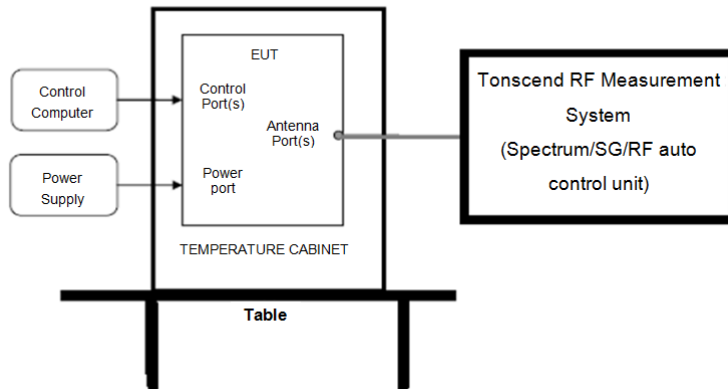 EUT
Control
Computer
Control
Port(s)
Antenna
Port(s)
Power
Supply
Power
port
TEMPERATURE CABINET
Table
Tonscend RF Measurement
System
(Spectrum/SG/RF auto
control unit)